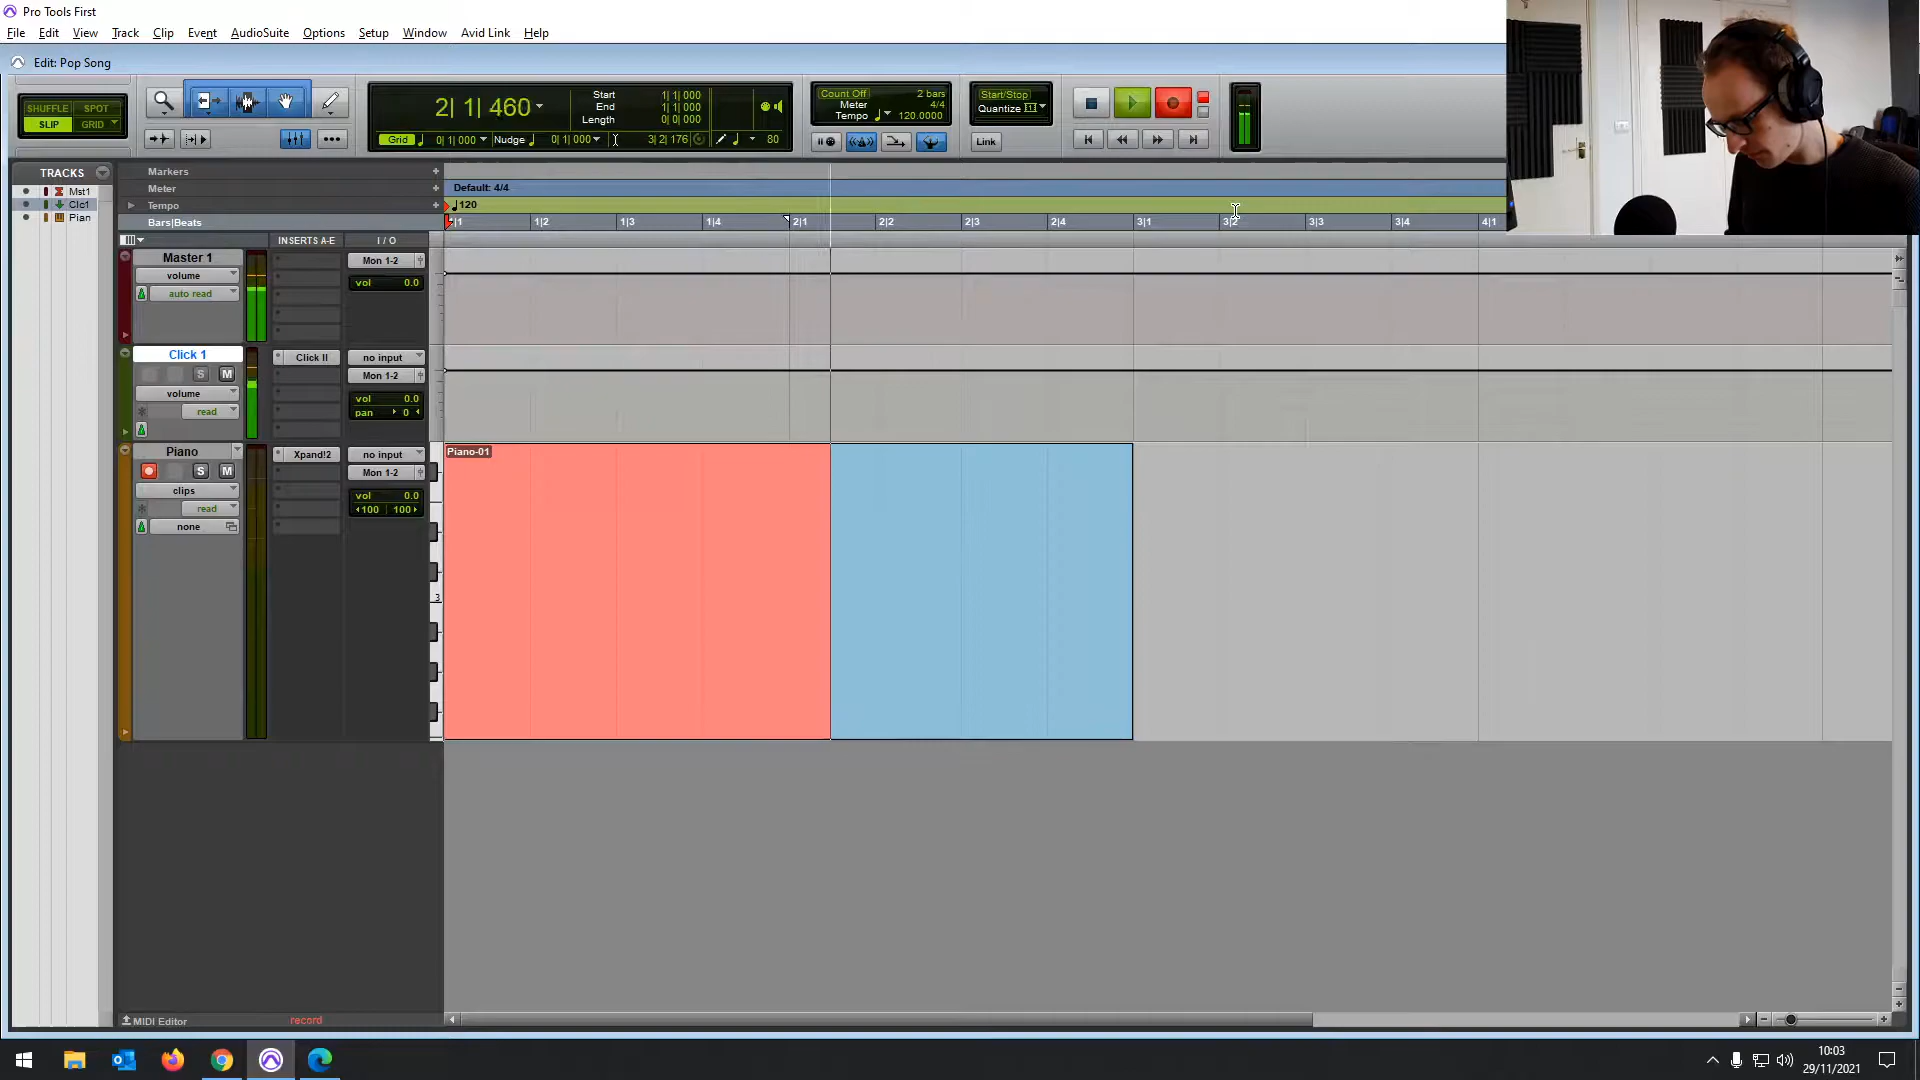 Pro Tools First
File Edit View Track Clip Event AudioSuite Options Setup Window Avid Link Help
Edit: Pop Song
SHUFFLE SPOT
SLIP GRID
2| 1| 460
Start 1| 1| 000
End 1| 1| 000
Length 0| 0| 000
Grid 0| 1| 000 Nudge 0| 1| 000 3| 2| 176 80
Count Off 2 bars
Meter 4/4
Tempo 120.0000
Start/Stop
Quantize
Link
TRACKS
Mst1
Clc1
Pian
Markers
Meter Default: 4/4
Tempo 120
Bars|Beats |1 1|2 1|3 1|4 2|1 2|2 2|3 2|4 3|1 3|2 3|3 3|4 4|1
INSERTS A-E I / O
Master 1 Mon 1-2
volume vol 0.0
auto read
Click 1 Click II no input
S M Mon 1-2
volume vol 0.0
read pan 0
Piano Xpand!2 no input Piano-01
S M Mon 1-2
clips vol 0.0
read 100 100
none
3
MIDI Editor record
10:03
29/11/2021